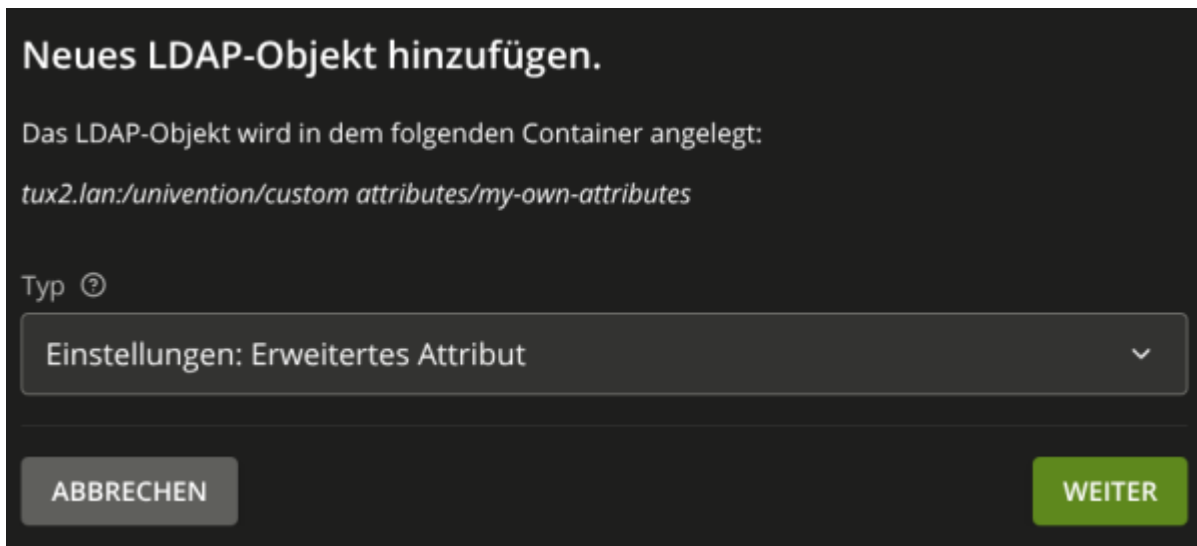 Neues LDAP-Objekt hinzufügen.
Das LDAP-Objekt wird in dem folgenden Container angelegt:
tux2.lan:/univention/custom attributes/my-own-attributes
Typ ?
Einstellungen: Erweitertes Attribut
ABBRECHEN
WEITER